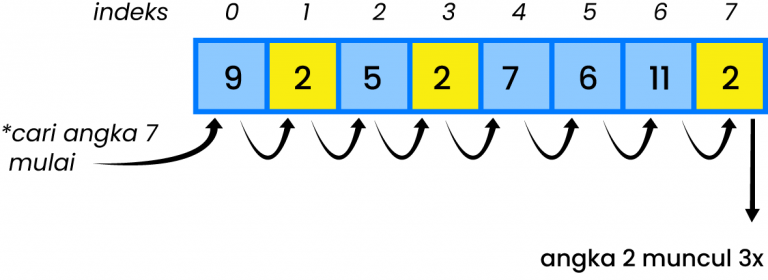 indeks 0 1 2 3 4 5 6 7
9 2 5 2 7 6 11 2
*cari angka 7
mulai
angka 2 muncul 3x